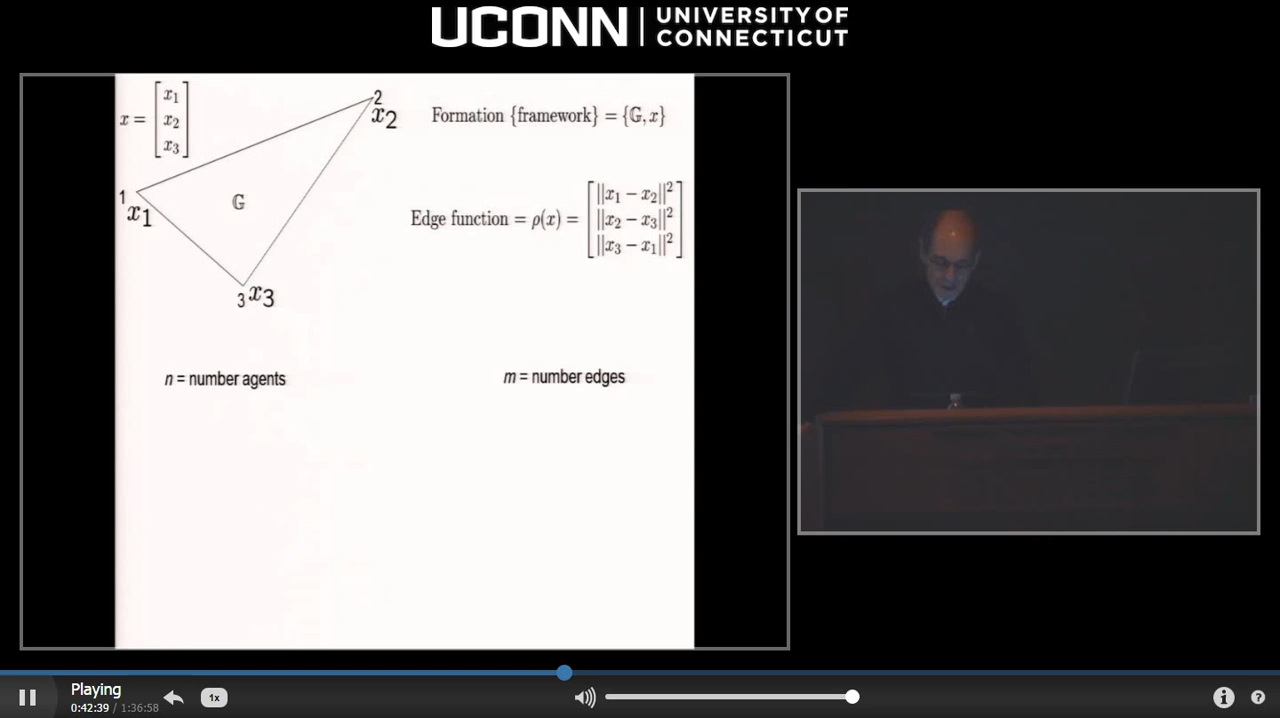 UCONN | UNIVERSITY OF
CONNECTICUT
x = [x1 x2 x3]
2
x2
1
x1
𝔾
3 x3
Formation {framework} = {𝔾, x}
Edge function = ρ(x) = [||x1 − x2||² ||x2 − x3||² ||x3 − x1||²]
n = number agents
m = number edges
Playing
0:42:39 / 1:36:58
1x
i
?